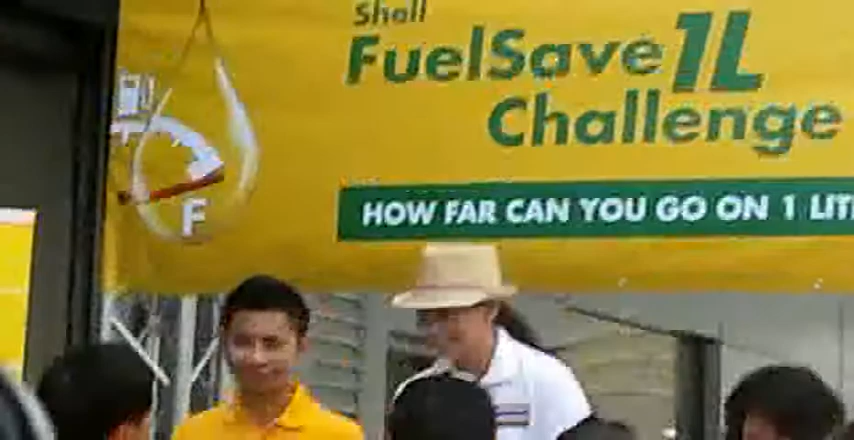 Shell
FuelSave 1L
Challenge
HOW FAR CAN YOU GO ON 1
F